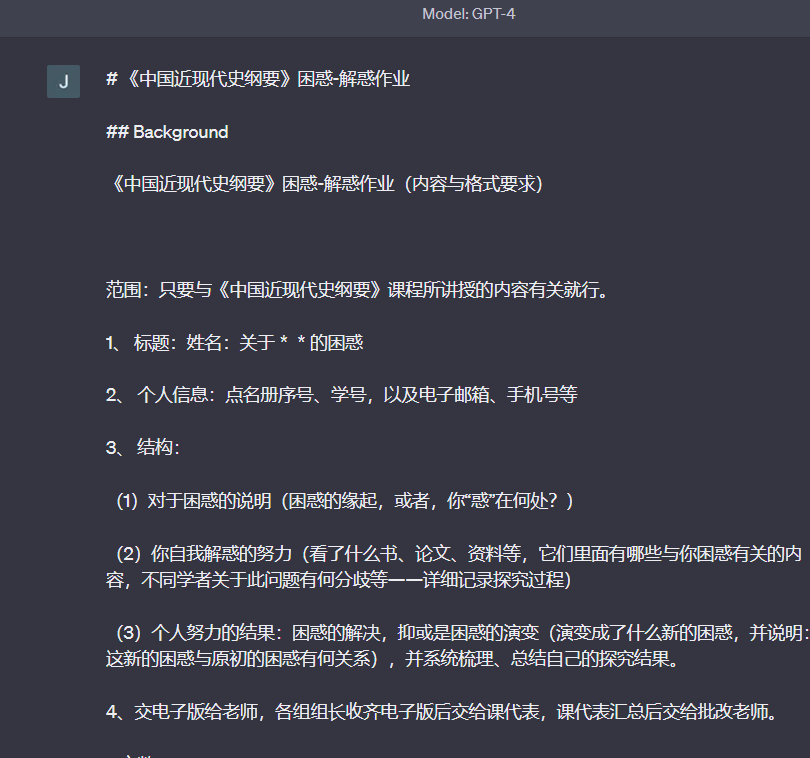 Model: GPT-4
J
# 《中国近现代史纲要》困惑-解惑作业
## Background
《中国近现代史纲要》困惑-解惑作业（内容与格式要求）
范围：只要与《中国近现代史纲要》课程所讲授的内容有关就行。
1、 标题：姓名：关于 * * 的困惑
2、 个人信息：点名册序号、学号，以及电子邮箱、手机号等
3、 结构：
（1）对于困惑的说明（困惑的缘起，或者，你“惑”在何处？）
（2）你自我解惑的努力（看了什么书、论文、资料等，它们里面有哪些与你困惑有关的内
容，不同学者关于此问题有何分歧等——详细记录探究过程）
（3）个人努力的结果：困惑的解决，抑或是困惑的演变（演变成了什么新的困惑，并说明：
这新的困惑与原初的困惑有何关系），并系统梳理、总结自己的探究结果。
4、交电子版给老师，各组组长收齐电子版后交给课代表，课代表汇总后交给批改老师。